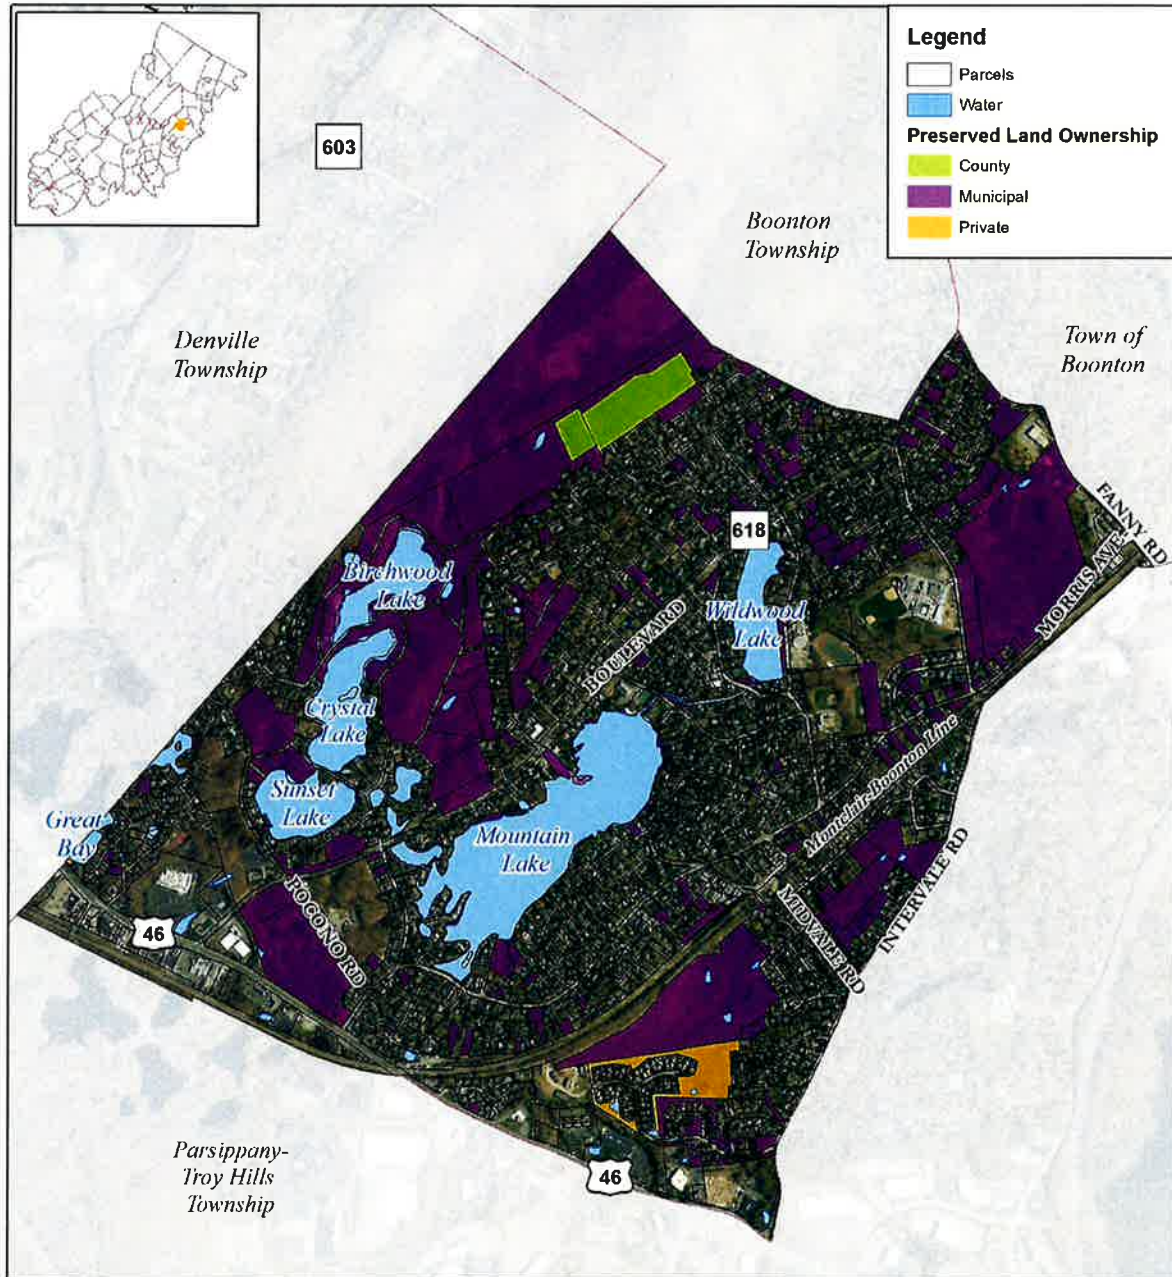 Legend
Parcels
Water
Preserved Land Ownership
County
Municipal
Private
603
Boonton
Township
Denville
Township
Town of
Boonton
FANNY RD
618
MORRIS AVE
Birchwood
Lake
Wildwood
Lake
BOULEVARD
Crystal
Lake
Montclair-Boonton Line
Sunset
Lake
Great
Bay
Mountain
Lake
INTERVALE RD
POCONO RD
MIDVALE RD
46
Parsippany-
Troy Hills
Township
46